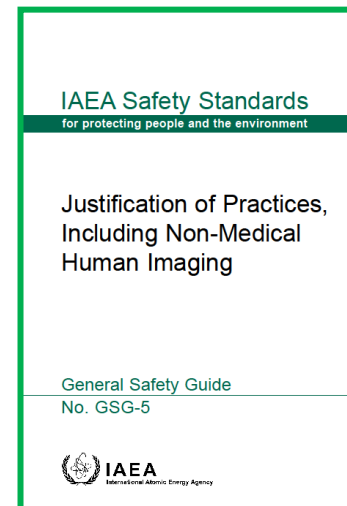 IAEA Safety Standards
for protecting people and the environment
Justification of Practices,
Including Non-Medical
Human Imaging
General Safety Guide
No. GSG-5
IAEA
International Atomic Energy Agency